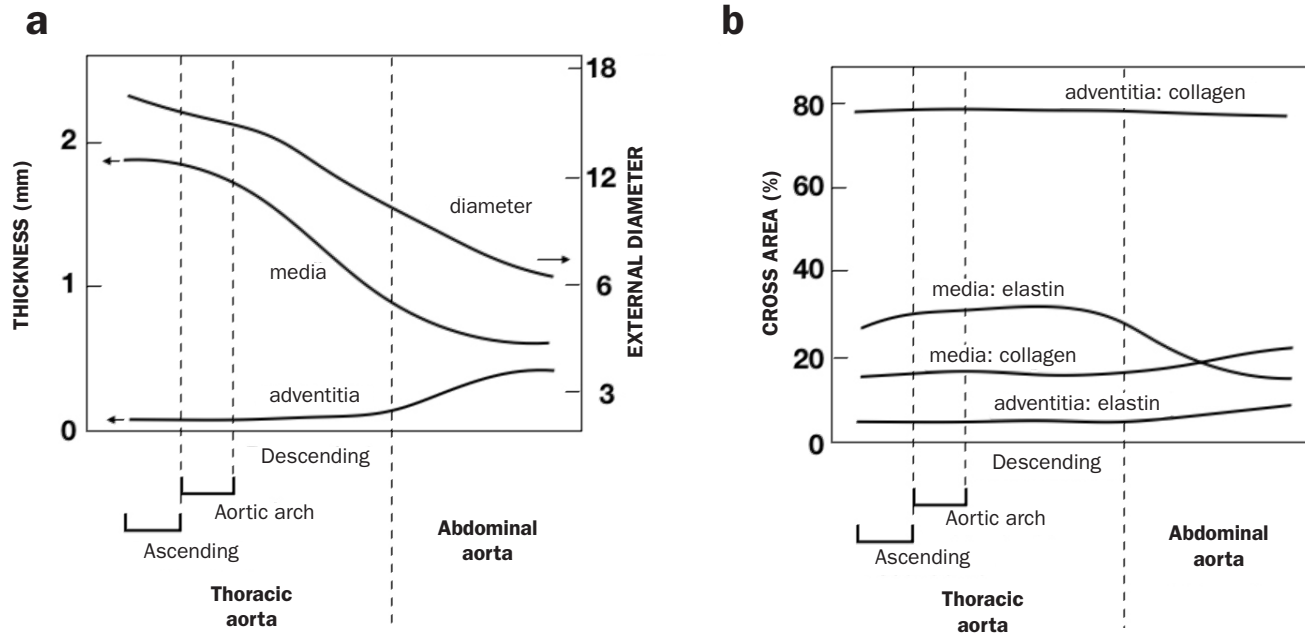 a
THICKNESS (mm)
2
1
0
18
12
6
3
EXTERNAL DIAMETER
diameter
media
adventitia
Descending
Aortic arch
Ascending
Abdominal
aorta
Thoracic
aorta
b
CROSS AREA (%)
80
60
40
20
0
adventitia: collagen
media: elastin
media: collagen
adventitia: elastin
Descending
Aortic arch
Ascending
Abdominal
aorta
Thoracic
aorta